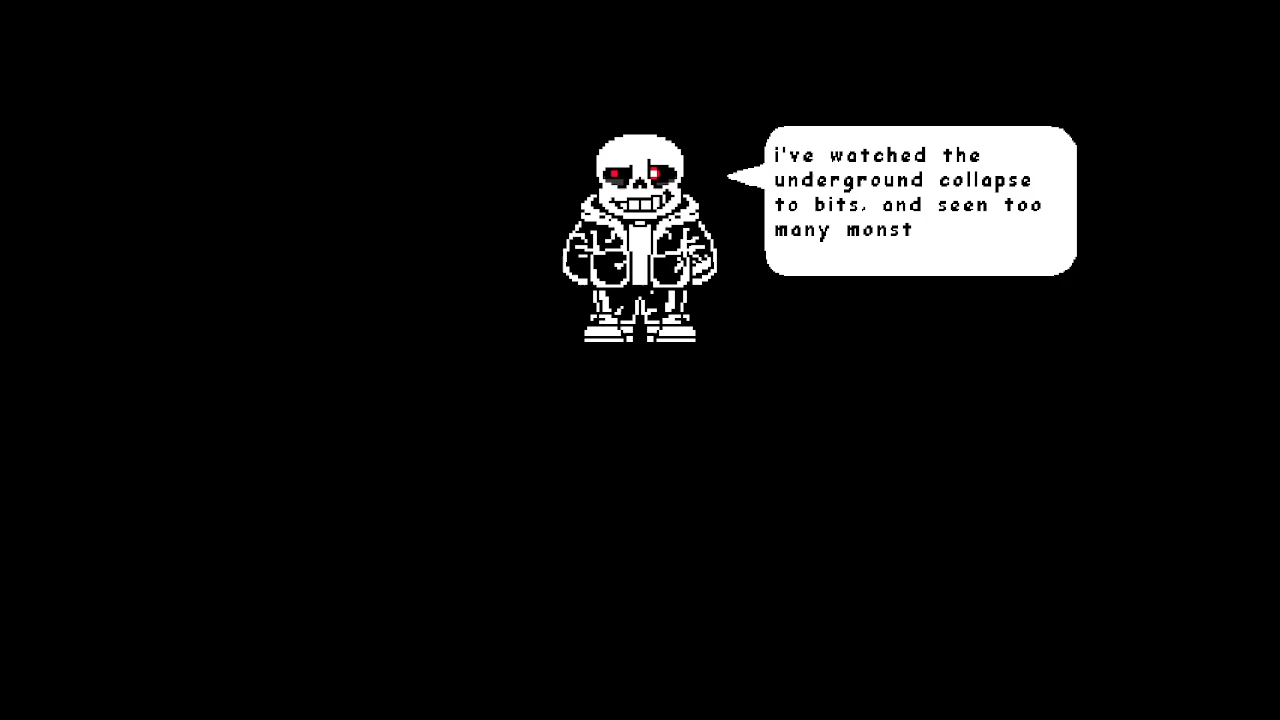 i've watched the
underground collapse
to bits, and seen too
many monst